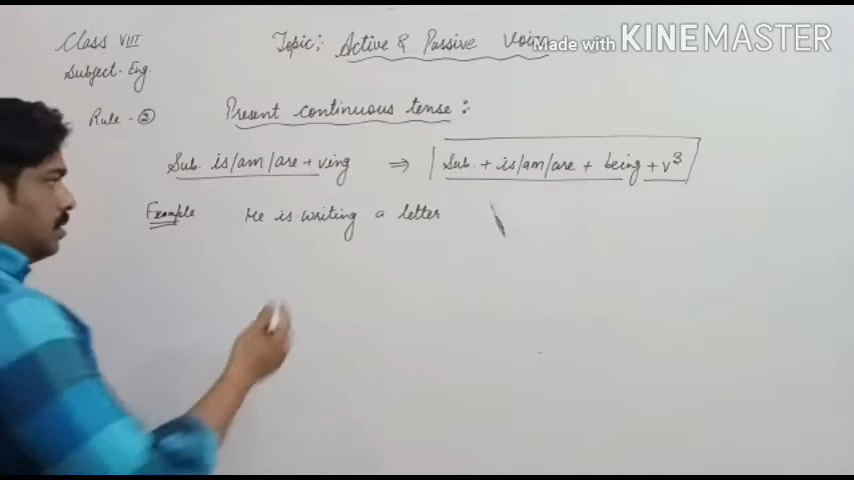 Class VIII
Topic: Active & Passive Voice
Made with KINEMASTER
Subject - Eng.
Rule - ②
Present continuous tense :
Sub. is/am/are + ving ⇒ Sub. + is/am/are + being + v³
Example He is writing a letter